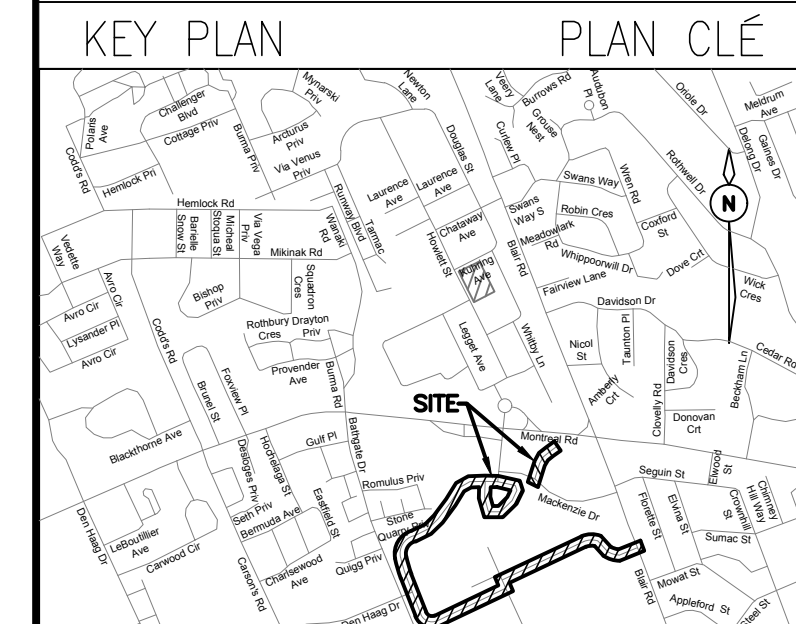 KEY PLAN
PLAN CLÉ
Polaris
Ave
Challenger
Blvd
Cottage Priv
Mynarski
Priv
Newton
Lane
Veery
Lane
Burrows Rd
Audubon
Pl
Oriole Dr
Meldrum
Ave
Codd's Rd
Burma Priv
Arcturus
Priv
Via Venus
Priv
Douglas St
Curlew Pl
Grouse
Nest
Delong Dr
Gaines Dr
Hemlock Pri
Hemlock Rd
Laurence
Ave
Laurence
Ave
Swans Way
Wren Rd
Rothwell Dr
N
Vedette
Way
Barielle
Snow St
Micheal
Stoqua St
Via Vega
Priv
Mikinak Rd
Wanaki
Rd
Runway Blvd
Tarmac
Howlett St
Chataway
Ave
Swans
Way S
Robin Cres
Meadowlark
Rd
Coxford
St
Blair Rd
Whippoorwill Dr
Dove Crt
Kuhring
Ave
Fairview Lane
Wick
Cres
Avro Cir
Avro Cir
Lysander Pl
Avro Cir
Bishop
Priv
Squadron
Cres
Davidson Dr
Codd's Rd
Rothbury
Cres
Drayton
Priv
Legget Ave
Whitby Ln
Nicol
St
Taunton Pl
Davidson
Cres
Beckham Ln
Cedar Rd
Provender
Ave
Burma Rd
Brunel St
Foxview Pl
Amberly
Crt
Clovelly Rd
SITE
Donovan
Crt
Blackthorne Ave
Gulf Pl
Bathgate Dr
Montreal Rd
Desloges Priv
Hochelaga St
Romulus Priv
Seguin St
Elwood
St
Chimney
Hill Way
Crownhill
St
Den Haag Dr
LeBoutillier
Ave
Carwood Cir
Seth Priv
Bermuda Ave
Eastfield St
Stone
Quarry Priv
Mackenzie Dr
Florette St
Elvina St
Sumac St
Carson's Rd
Charlsewood
Ave
Quigg Priv
Den Haag Dr
Blair Rd
Mowat St
Appleford St
Steel St